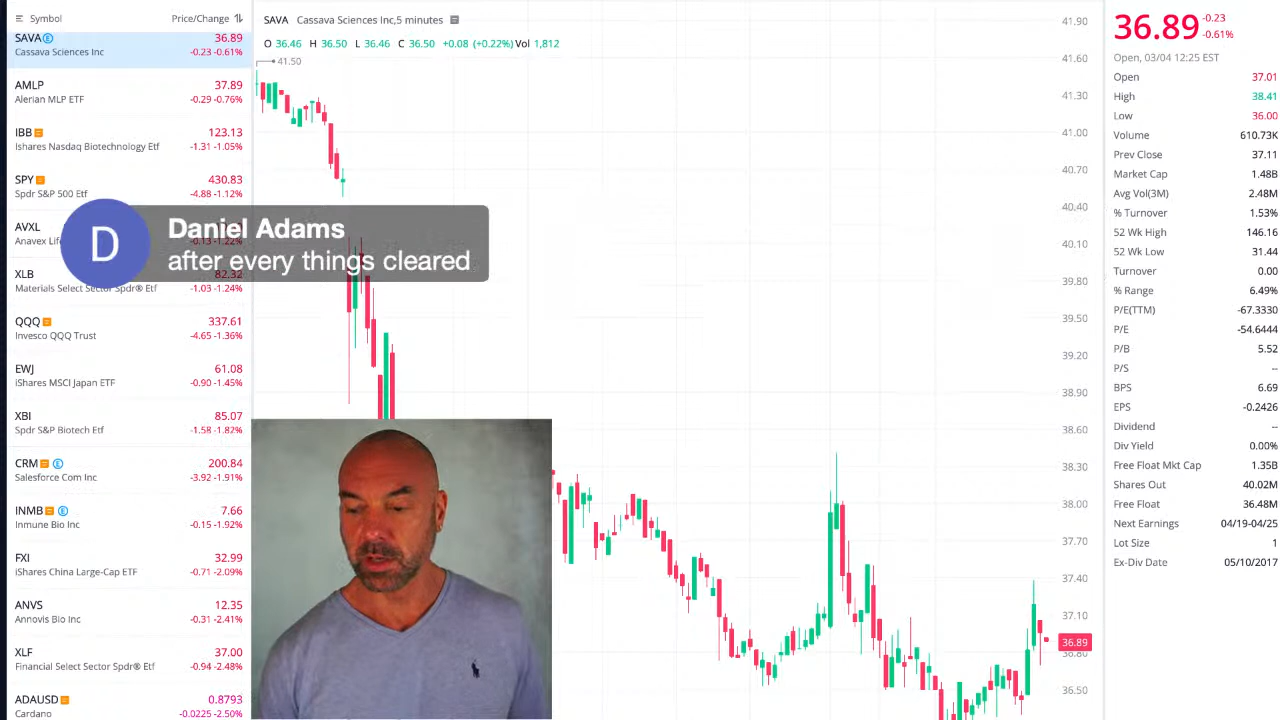 Symbol Price/Change
SAVA 36.89
Cassava Sciences Inc -0.23 -0.61%
AMLP 37.89
Alerian MLP ETF -0.29 -0.76%
IBB 123.13
Ishares Nasdaq Biotechnology Etf -1.31 -1.05%
SPY 430.83
Spdr S&P 500 Etf -4.88 -1.12%
AVXL
Anavex -0.13 -1.22%
XLB 82.32
Materials Select Sector Spdr® Etf -1.03 -1.24%
QQQ 337.61
Invesco QQQ Trust -4.65 -1.36%
EWJ 61.08
iShares MSCI Japan ETF -0.90 -1.45%
XBI 85.07
Spdr S&P Biotech Etf -1.58 -1.82%
CRM 200.84
Salesforce Com Inc -3.92 -1.91%
INMB 7.66
Inmune Bio Inc -0.15 -1.92%
FXI 32.99
iShares China Large-Cap ETF -0.71 -2.09%
ANVS 12.35
Annovis Bio Inc -0.31 -2.41%
XLF 37.00
Financial Select Sector Spdr® Etf -0.94 -2.48%
ADAUSD 0.8793
Cardano -0.0225 -2.50%
D
Daniel Adams
after every things cleared
SAVA Cassava Sciences Inc,5 minutes
O 36.46 H 36.50 L 36.46 C 36.50 +0.08 (+0.22%) Vol 1,812
41.50
41.90
41.60
41.30
41.00
40.70
40.40
40.10
39.80
39.50
39.20
38.90
38.60
38.30
38.00
37.70
37.40
37.10
36.89
36.80
36.50
36.89 -0.23
-0.61%
Open, 03/04 12:25 EST
Open 37.01
High 38.41
Low 36.00
Volume 610.73K
Prev Close 37.11
Market Cap 1.48B
Avg Vol(3M) 2.48M
% Turnover 1.53%
52 Wk High 146.16
52 Wk Low 31.44
Turnover 0.00
% Range 6.49%
P/E(TTM) -67.3330
P/E -54.6444
P/B 5.52
P/S --
BPS 6.69
EPS -0.2426
Dividend --
Div Yield 0.00%
Free Float Mkt Cap 1.35B
Shares Out 40.02M
Free Float 36.48M
Next Earnings 04/19-04/25
Lot Size 1
Ex-Div Date 05/10/2017